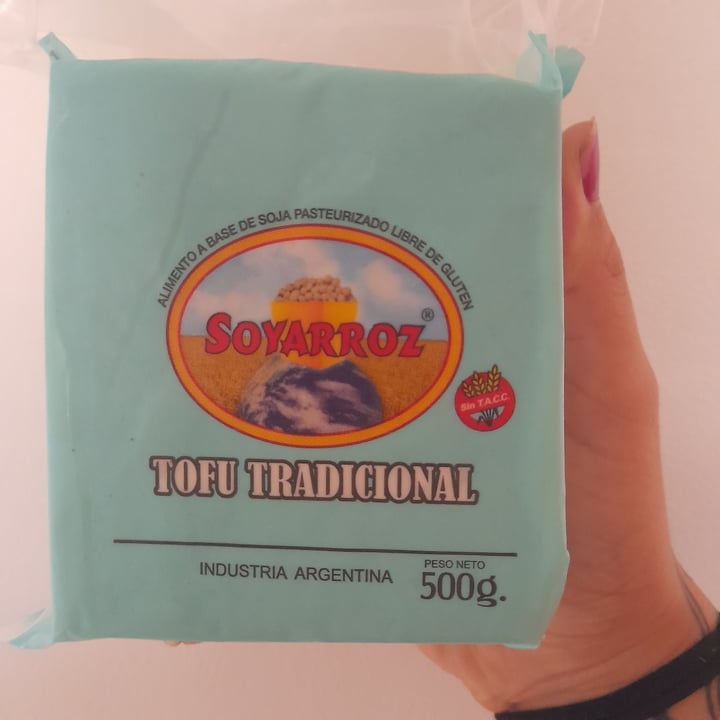 ALIMENTO A BASE DE SOJA PASTEURIZADO LIBRE DE GLUTEN
SOYARROZ®
Sin T.A.C.C.
TOFU TRADICIONAL
INDUSTRIA ARGENTINA
PESO NETO
500g.